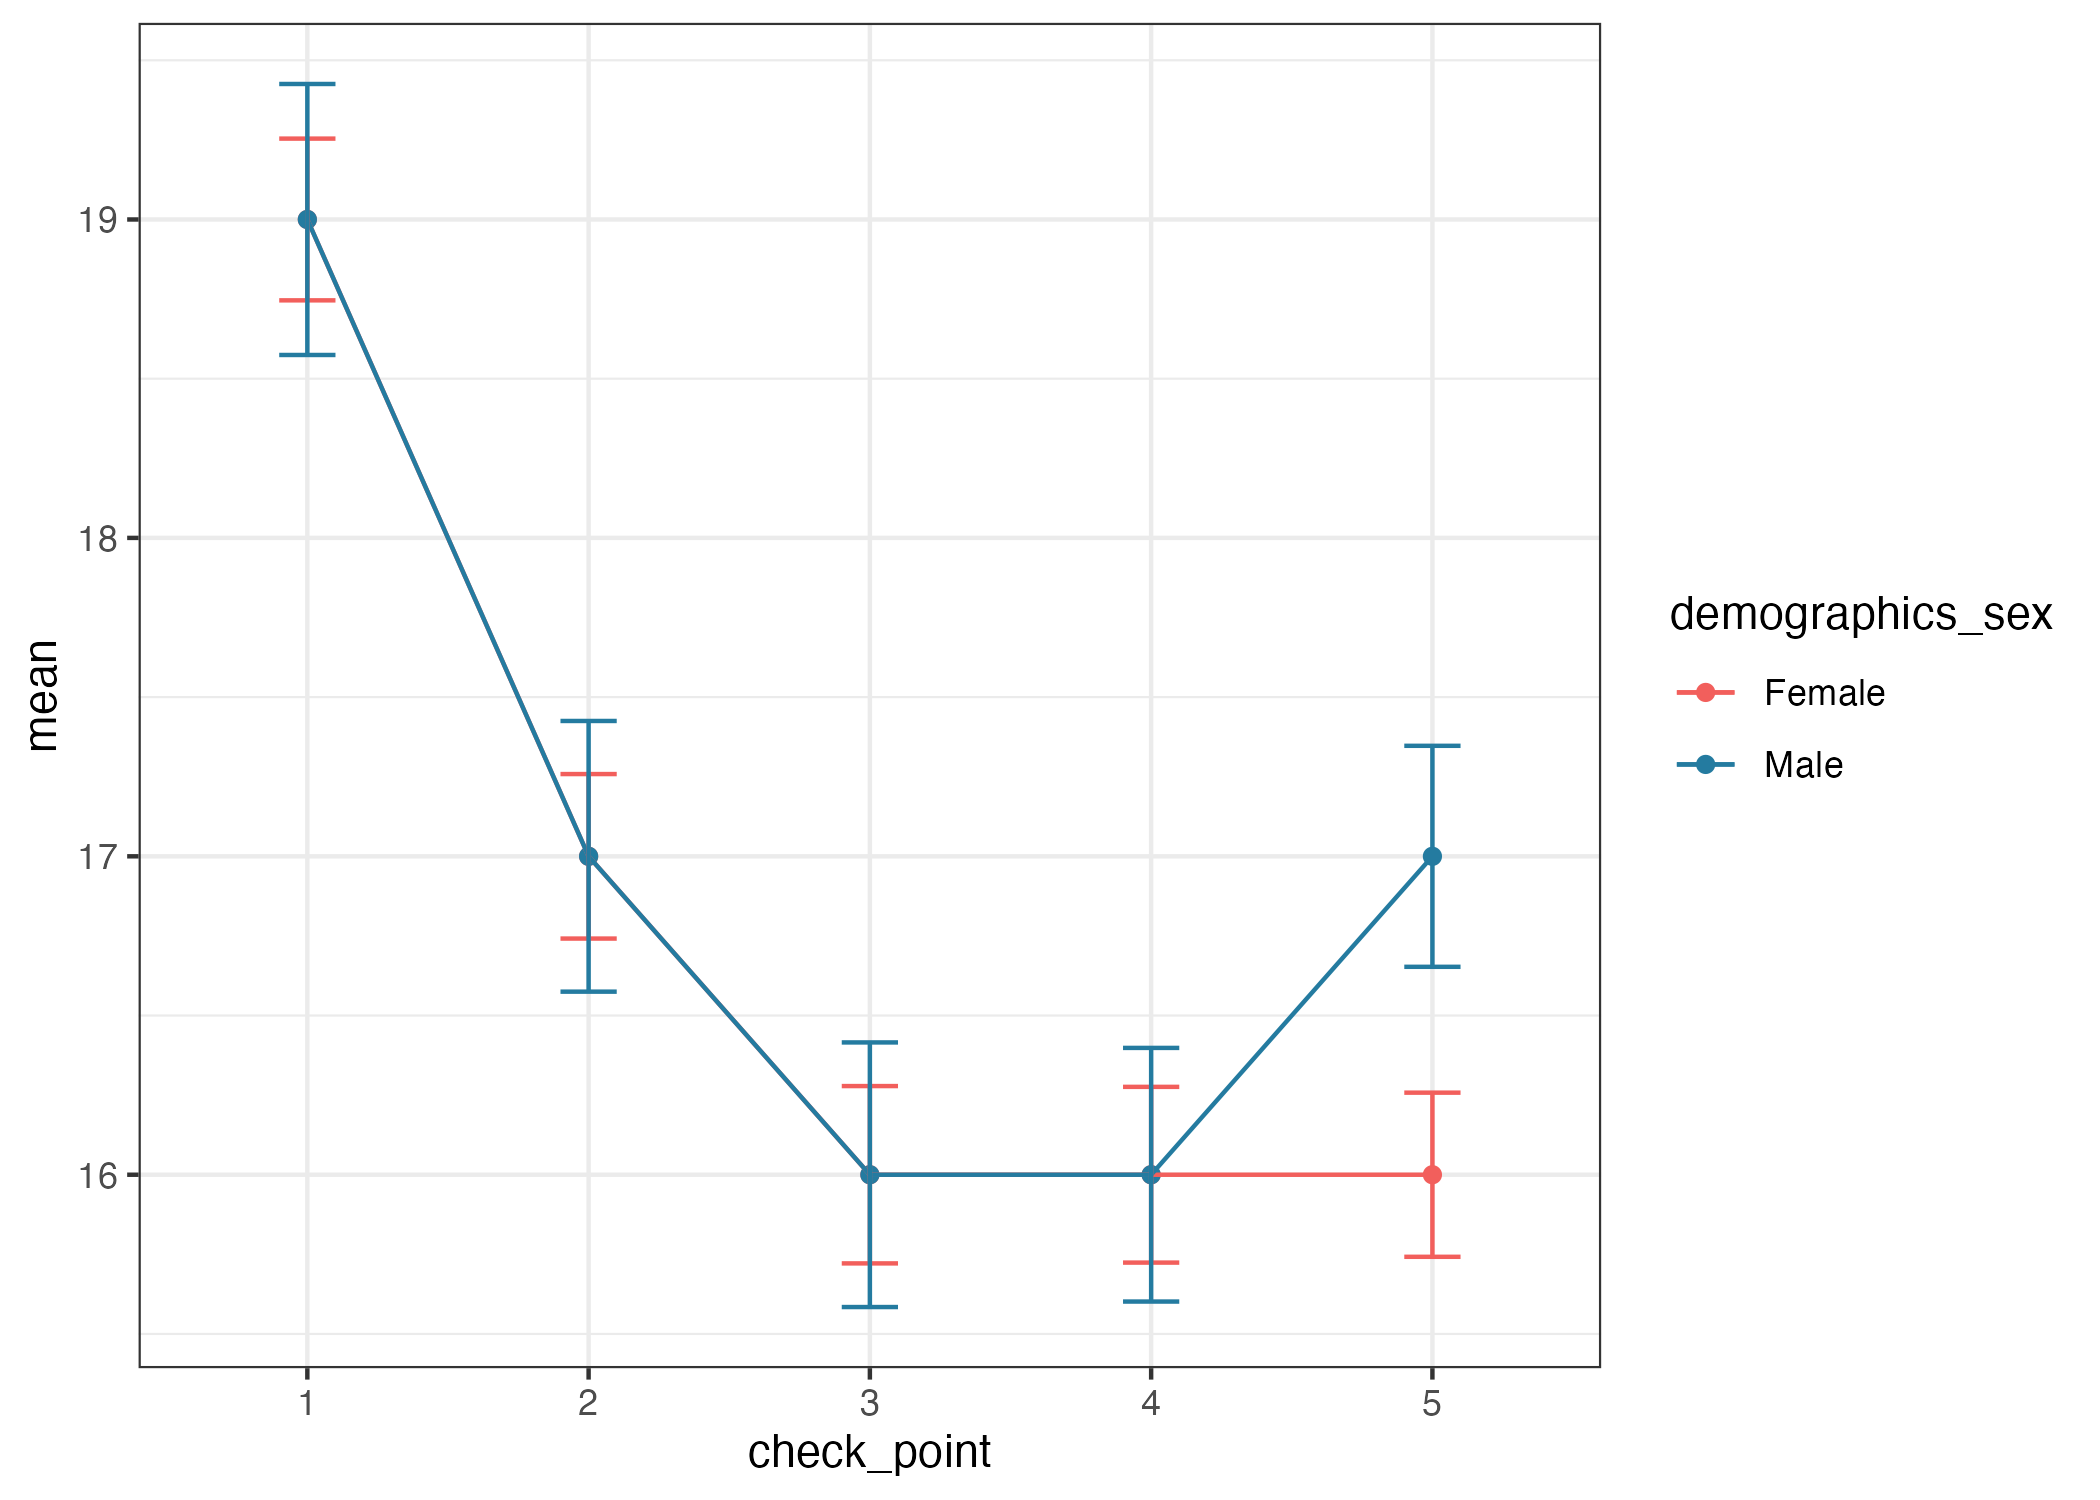 mean
19
18
17
16
1 2 3 4 5
check_point
demographics_sex
Female
Male